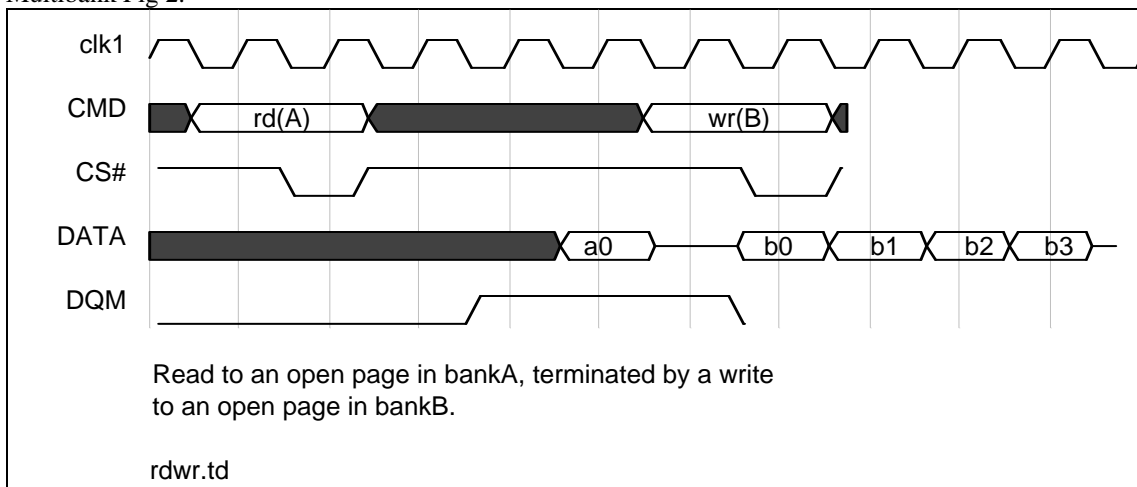 Multibank Fig 2.
clk1
CMD rd(A) wr(B)
CS#
DATA a0 b0 b1 b2 b3
DQM
Read to an open page in bankA, terminated by a write
to an open page in bankB.
rdwr.td